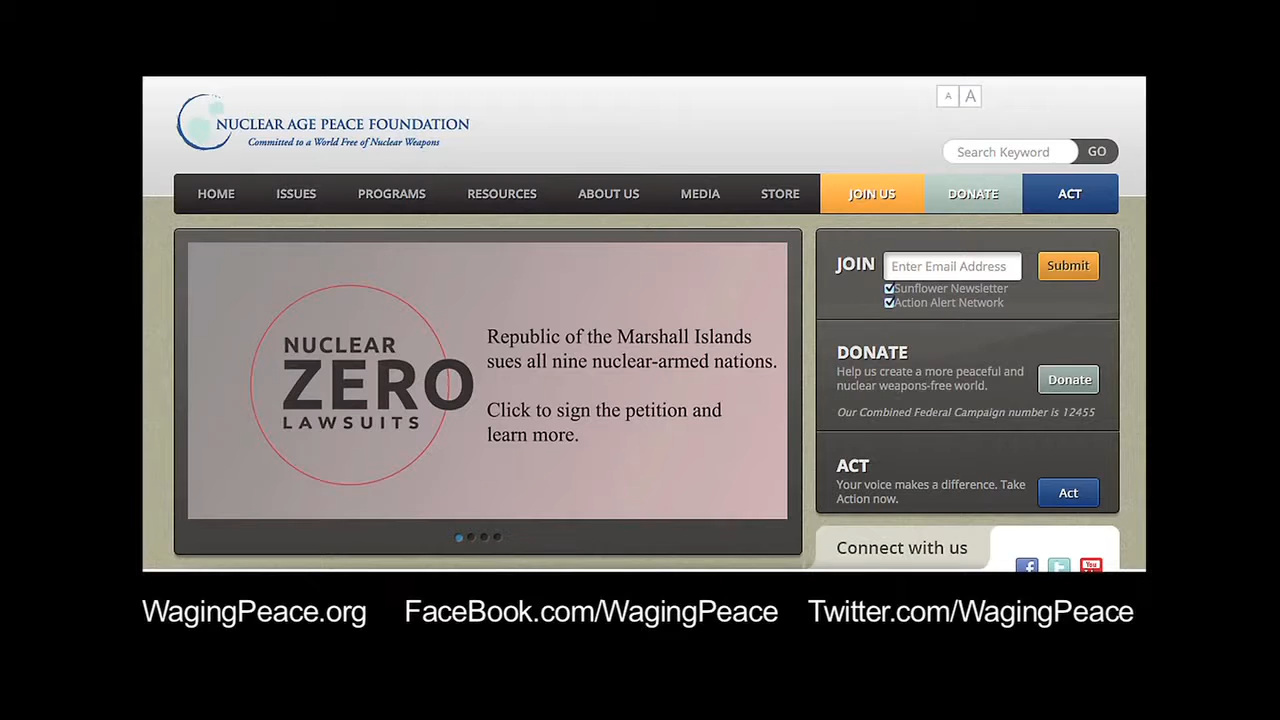 A A
NUCLEAR AGE PEACE FOUNDATION
Committed to a World Free of Nuclear Weapons
Search Keyword GO
HOME ISSUES PROGRAMS RESOURCES ABOUT US MEDIA STORE JOIN US DONATE ACT
NUCLEAR
ZERO
LAWSUITS
Republic of the Marshall Islands
sues all nine nuclear-armed nations.
Click to sign the petition and
learn more.
JOIN Enter Email Address Submit
Sunflower Newsletter
Action Alert Network
DONATE
Help us create a more peaceful and
nuclear weapons-free world.
Donate
Our Combined Federal Campaign number is 12455
ACT
Your voice makes a difference. Take
Action now.
Act
Connect with us
f t You
WagingPeace.org FaceBook.com/WagingPeace Twitter.com/WagingPeace